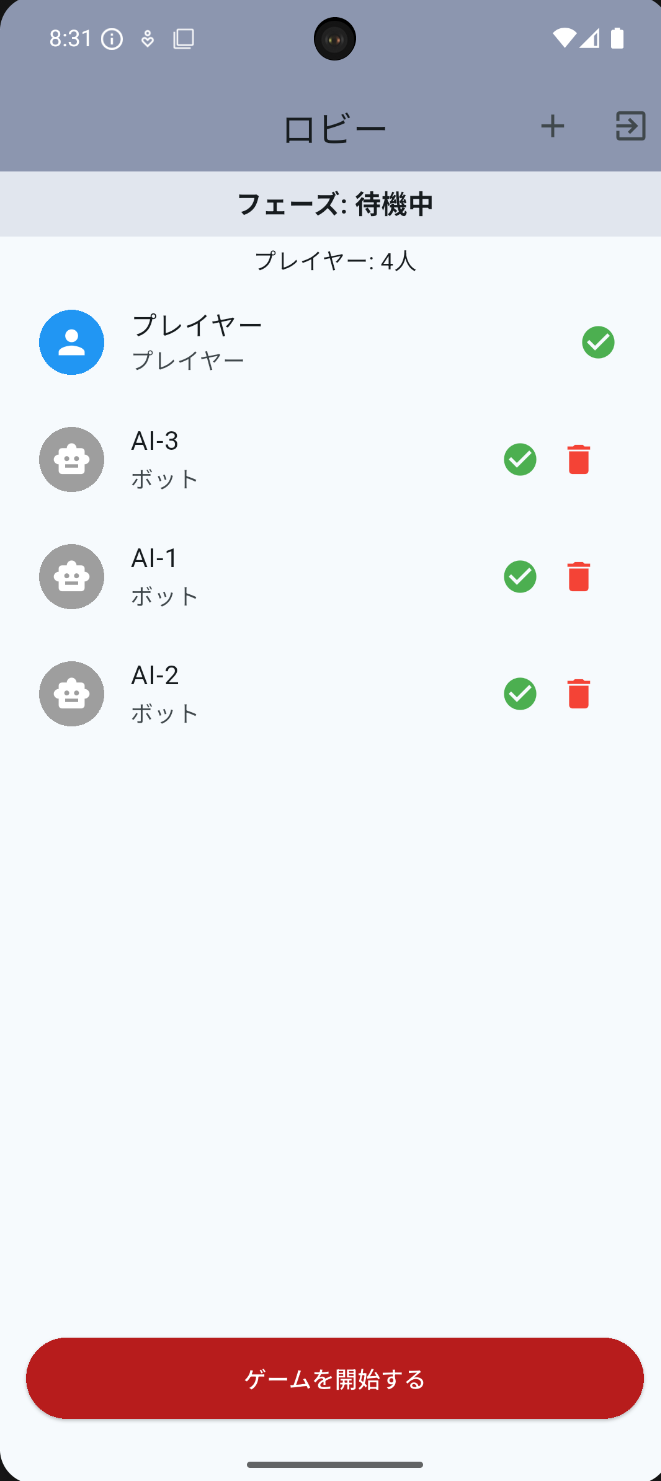 8:31
ロビー
フェーズ: 待機中
プレイヤー: 4人
プレイヤー
プレイヤー
AI-3
ボット
AI-1
ボット
AI-2
ボット
ゲームを開始する